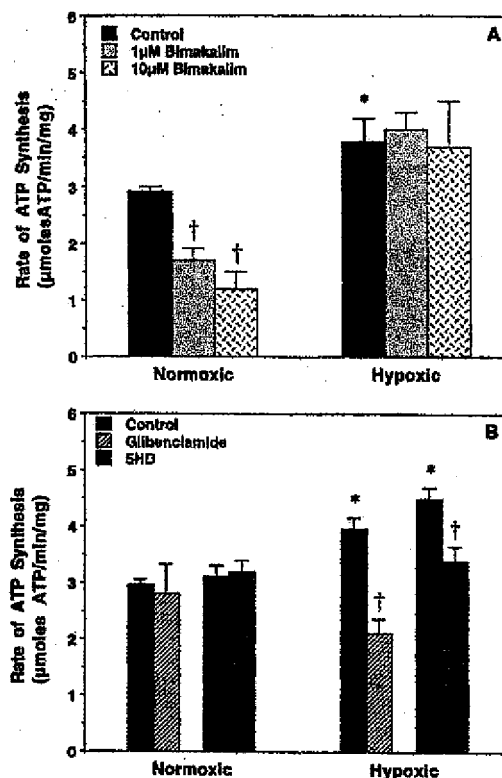 A
Control
1µM Bimakalim
10µM Bimakalim
Rate of ATP Synthesis
(µmolesATP/min/mg)
6
5
4
3
2
1
0
†
†
*
Normoxic
Hypoxic
B
Control
Glibenclamide
5HD
Rate of ATP Synthesis
(µmoles ATP/min/mg)
6
5
4
3
2
1
0
*
†
*
†
Normoxic
Hypoxic